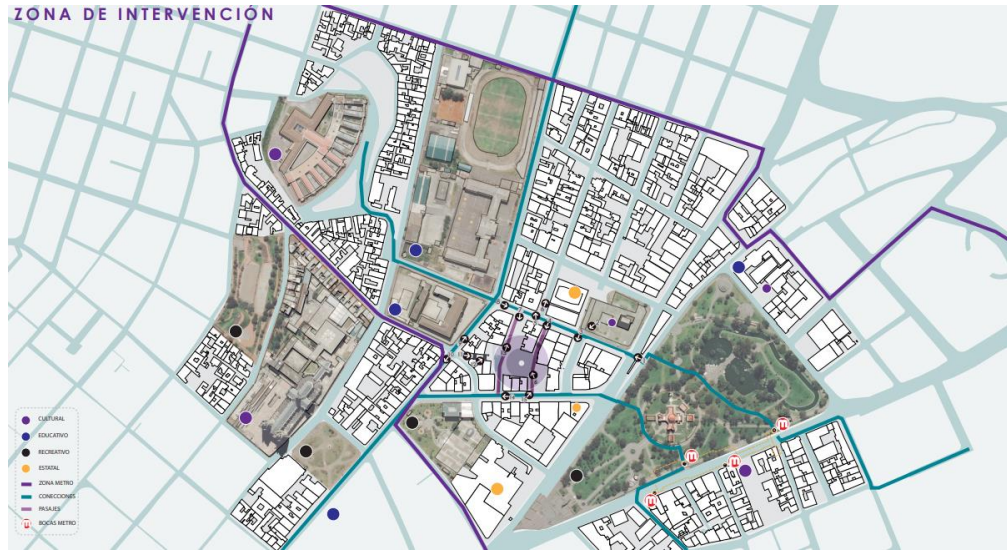 ZONA DE INTERVENCIÓN
CULTURAL
EDUCATIVO
RECREATIVO
ESTATAL
ZONA METRO
CONECCIONES
PASAJES
BOCAS METRO